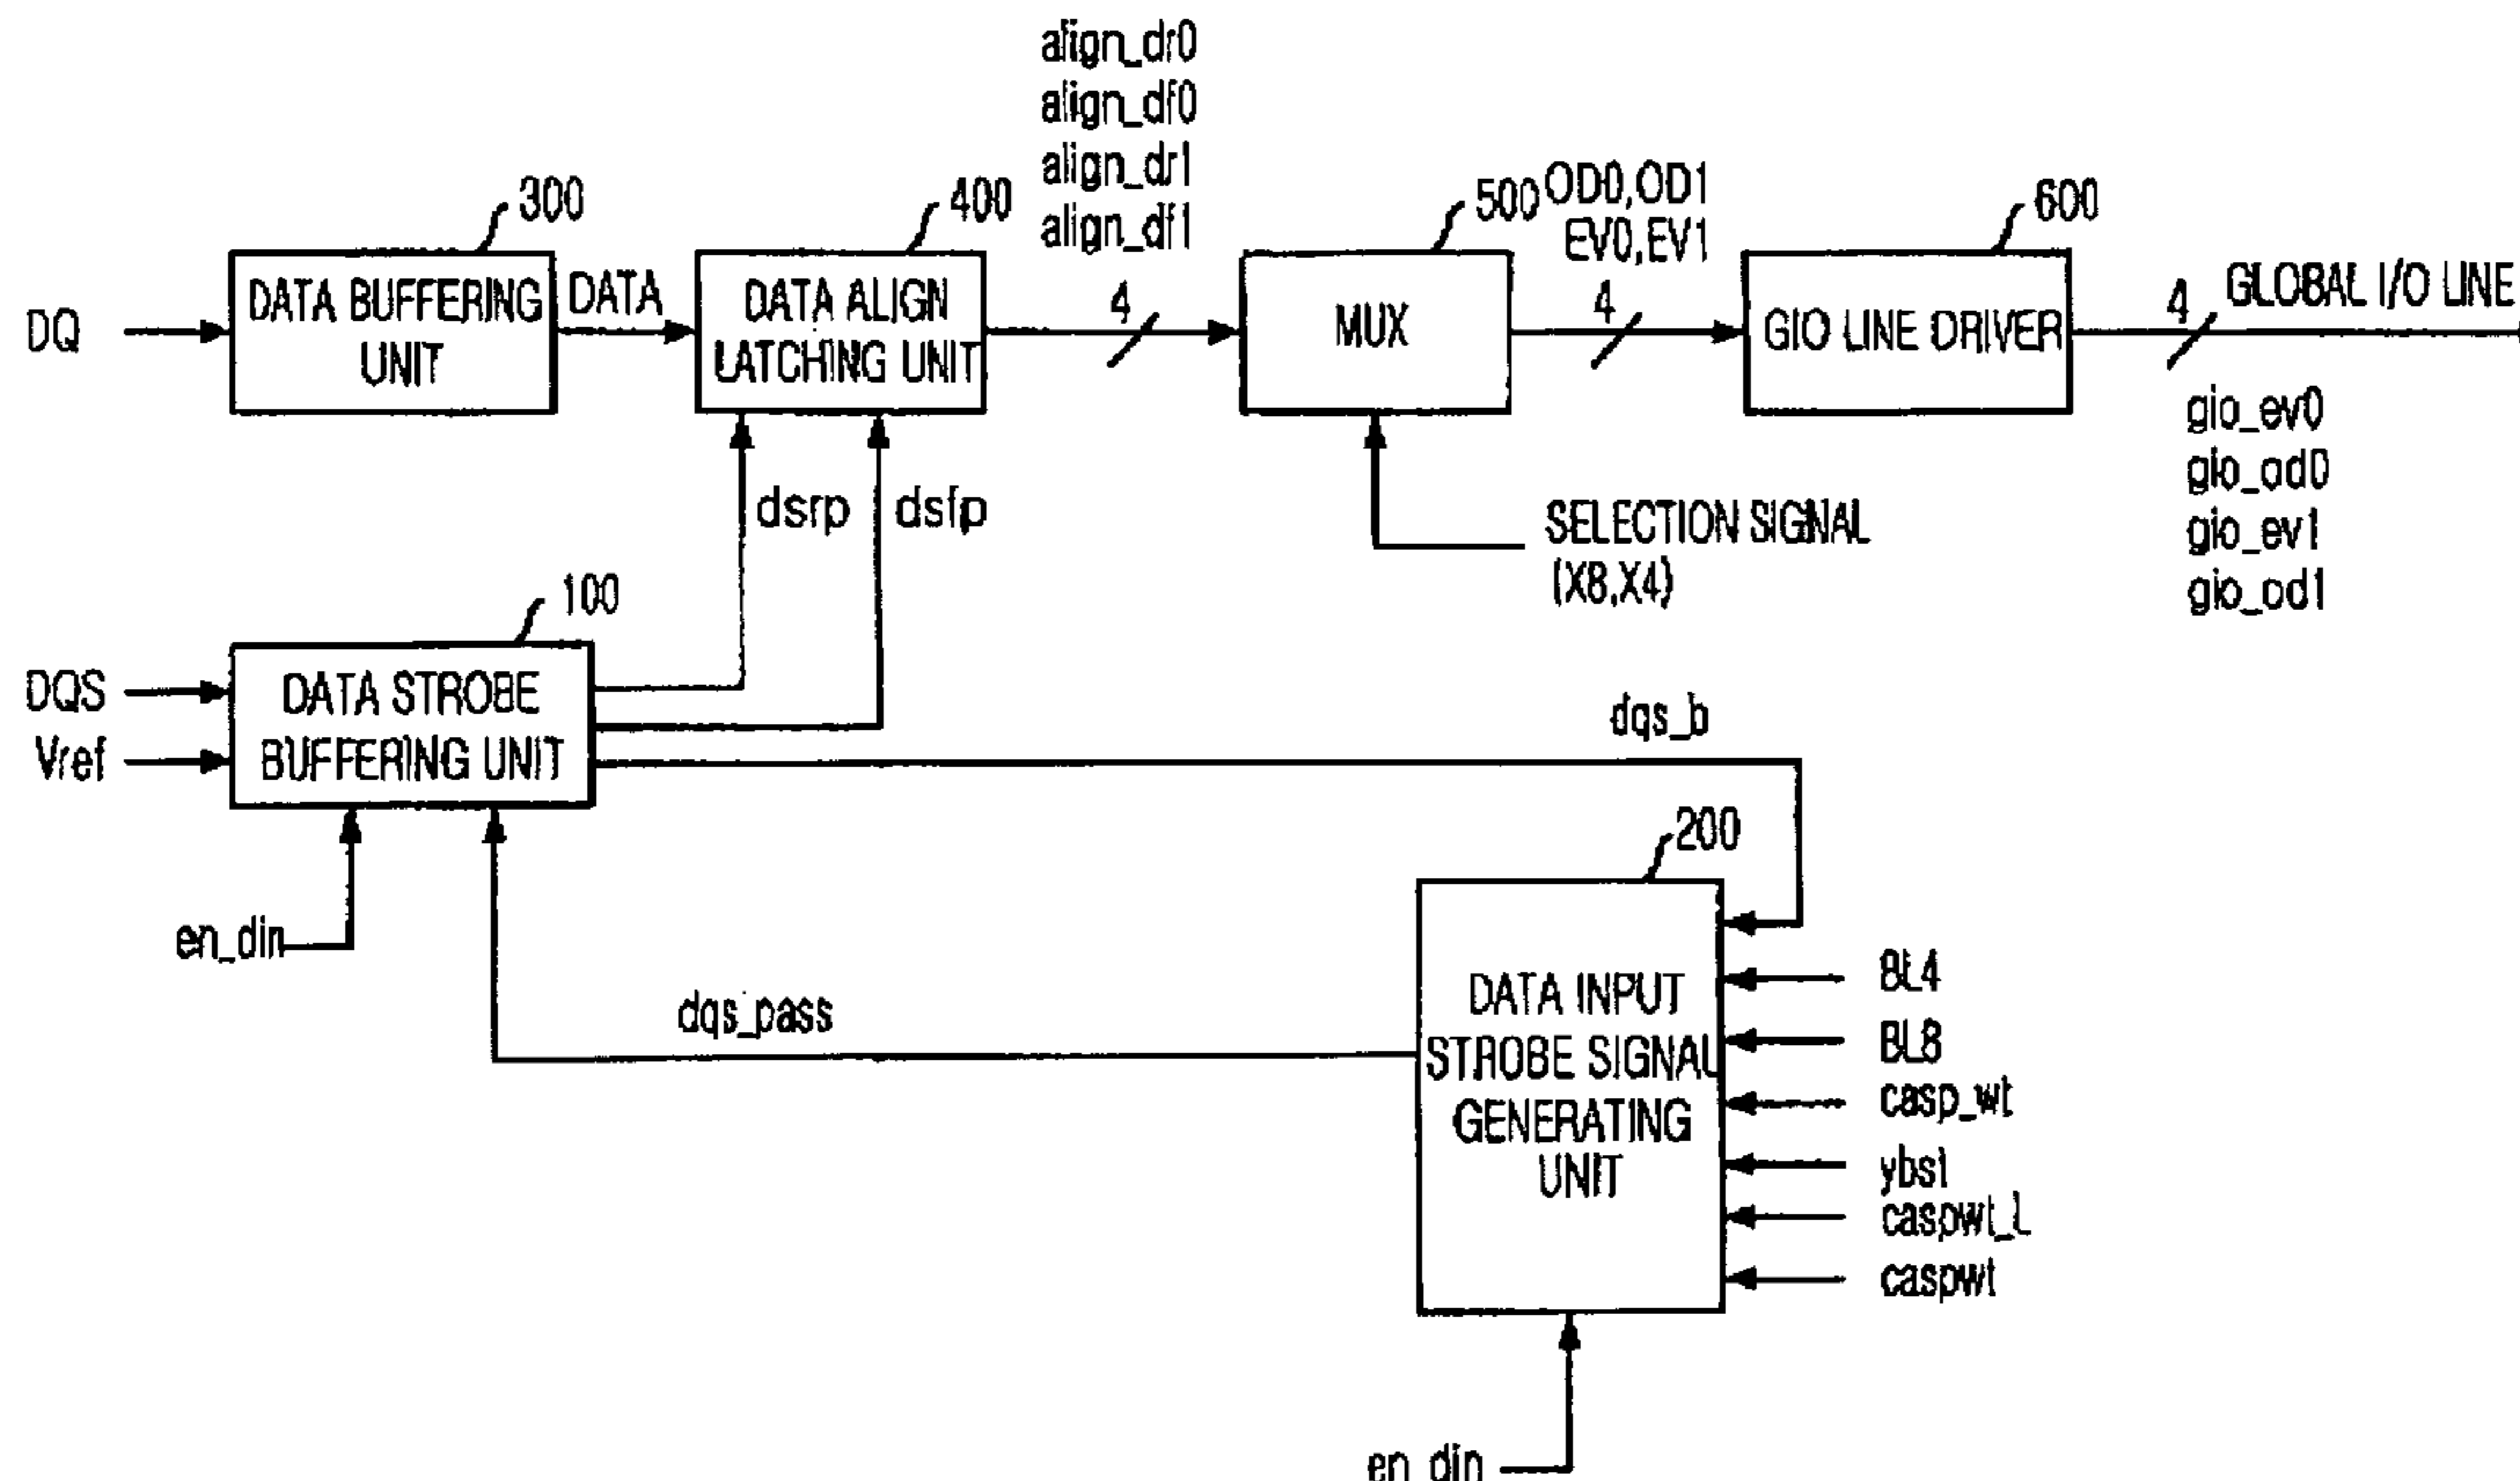 align_dr0
align_df0
align_dr1
align_df1
300
400
500
OD0,OD1
EV0,EV1
600
DQ
DATA BUFFERING
UNIT
DATA
DATA ALIGN
LATCHING UNIT
4
MUX
4
GIO LINE DRIVER
4
GLOBAL I/O LINE
gio_ev0
gio_od0
gio_ev1
gio_od1
dsrp
dsfp
SELECTION SIGNAL
(X8,X4)
100
DQS
Vref
DATA STROBE
BUFFERING UNIT
dqs_b
200
en_din
dqs_pass
DATA INPUT
STROBE SIGNAL
GENERATING
UNIT
BL4
BL8
casp_wt
ybst
caspwt_L
caspwt
en_din